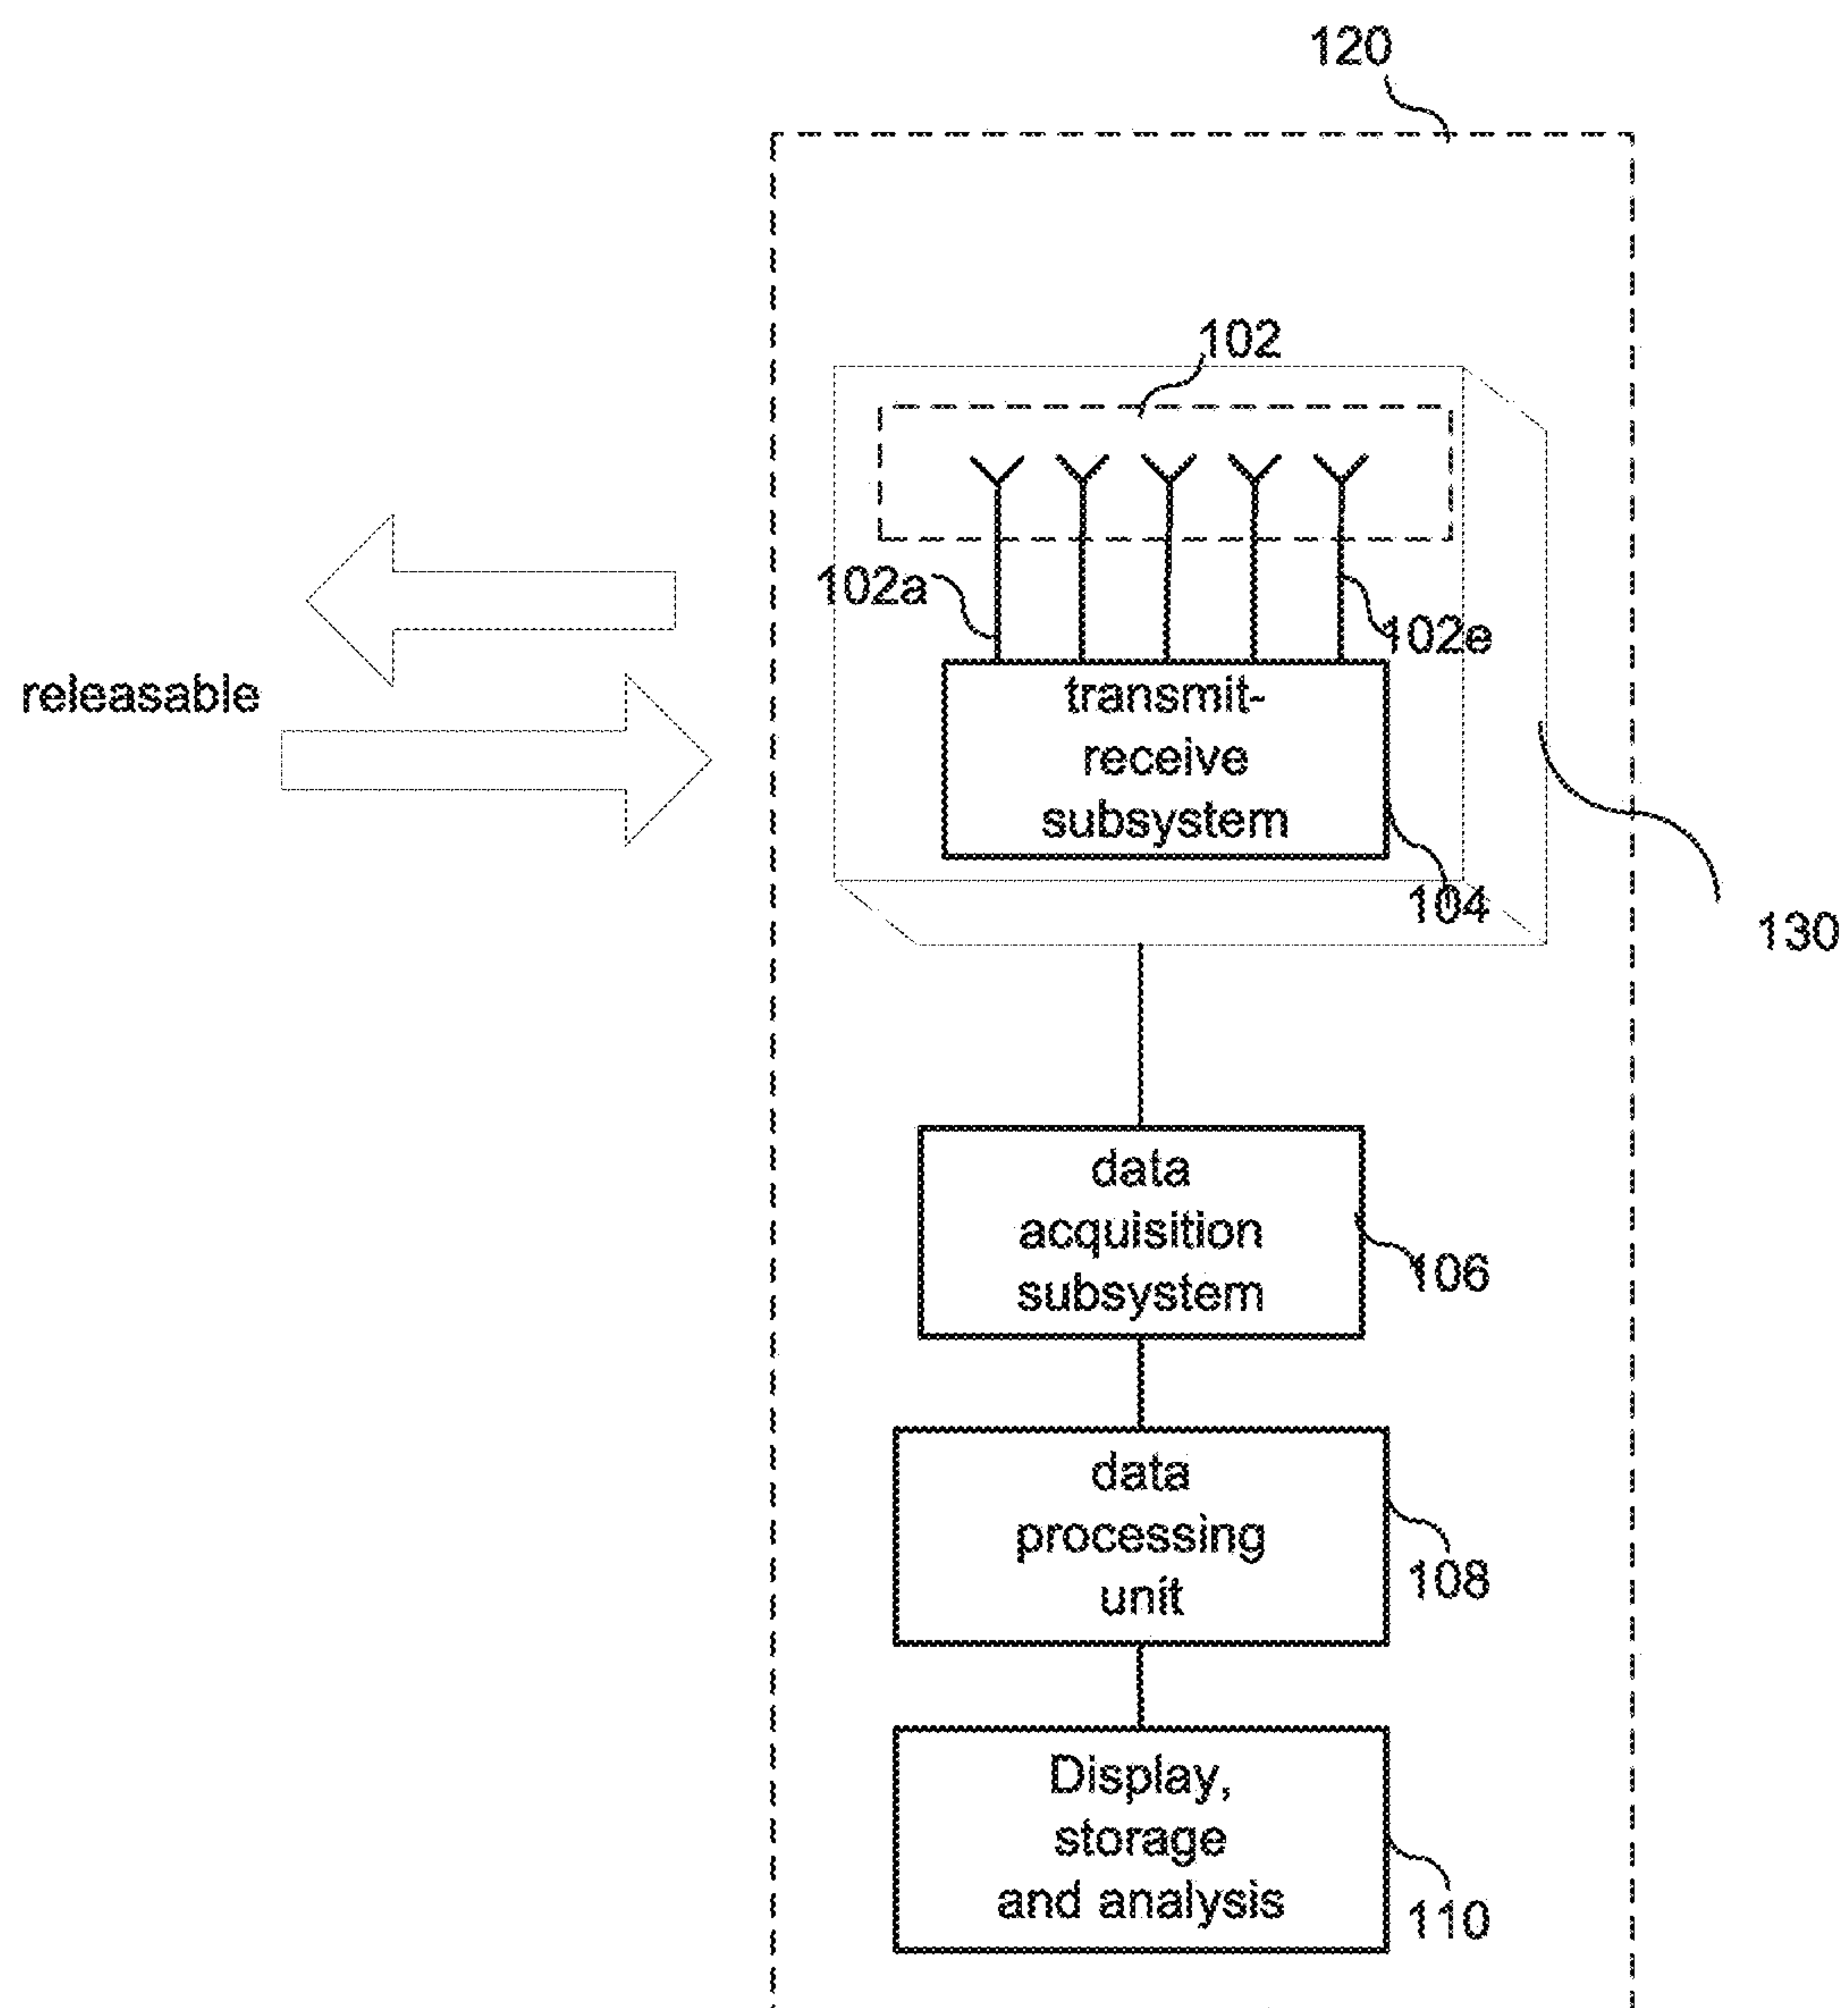 120
102
102a
102e
releasable
transmit-
receive
subsystem
104
130
data
acquisition
subsystem
106
data
processing
unit
108
Display,
storage
and analysis
110